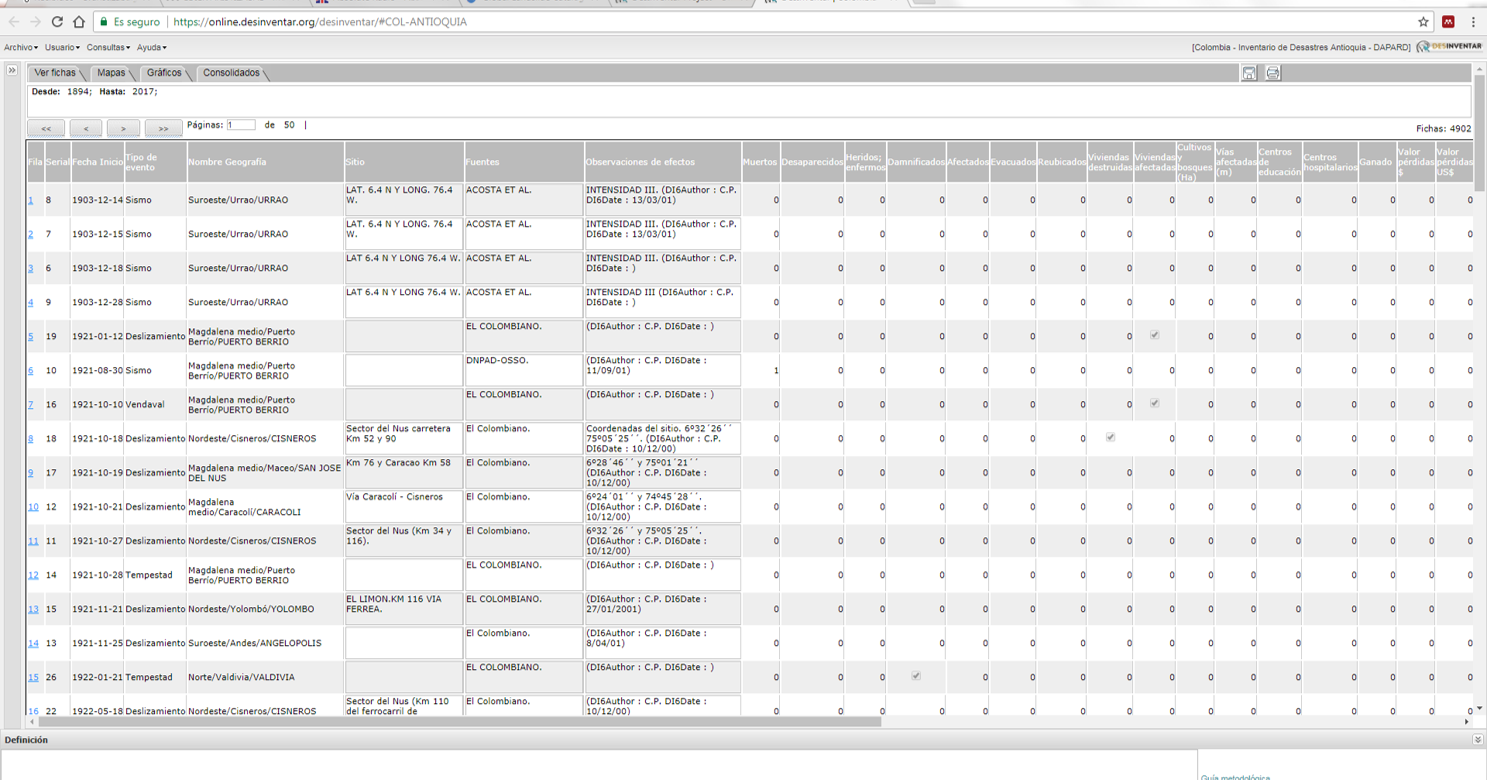 Es seguro | https://online.desinventar.org/desinventar/#COL-ANTIOQUIA
Archivo Usuario Consultas Ayuda [Colombia - Inventario de Desastres Antioquia - DAPARD] DESINVENTAR
Ver fichas Mapas Gráficos Consolidados
Desde: 1894; Hasta: 2017;
<< < > >> Páginas: 1 de 50 |
Fichas: 4902
Fila Serial Fecha Inicio Tipo de evento Nombre Geografía Sitio Fuentes Observaciones de efectos Muertos Desaparecidos Heridos; enfermos Damnificados Afectados Evacuados Reubicados Viviendas destruidas Viviendas afectadas Cultivos y bosques (Ha) Vías afectadas (m) Centros de educación Centros hospitalarios Ganado Valor pérdidas $ Valor pérdidas US$
1 8 1903-12-14 Sismo Suroeste/Urrao/URRAO LAT. 6.4 N Y LONG. 76.4 W. ACOSTA ET AL. INTENSIDAD III. (DI6Author : C.P. DI6Date : 13/03/01) 0 0 0 0 0 0 0 0 0 0 0 0 0 0 0 0
2 7 1903-12-15 Sismo Suroeste/Urrao/URRAO LAT. 6.4 N Y LONG. 76.4 W. ACOSTA ET AL. INTENSIDAD III. (DI6Author : C.P. DI6Date : 13/03/01) 0 0 0 0 0 0 0 0 0 0 0 0 0 0 0 0
3 6 1903-12-18 Sismo Suroeste/Urrao/URRAO LAT 6.4 N Y LONG 76.4 W. ACOSTA ET AL. INTENSIDAD III. (DI6Author : C.P. DI6Date : ) 0 0 0 0 0 0 0 0 0 0 0 0 0 0 0 0
4 9 1903-12-28 Sismo Suroeste/Urrao/URRAO LAT 6.4 N Y LONG 76.4 W. ACOSTA ET AL. INTENSIDAD III (DI6Author : C.P. DI6Date : ) 0 0 0 0 0 0 0 0 0 0 0 0 0 0 0 0
5 19 1921-01-12 Deslizamiento Magdalena medio/Puerto Berrío/PUERTO BERRIO EL COLOMBIANO. (DI6Author : C.P. DI6Date : ) 0 0 0 0 0 0 0 0 0 0 0 0 0 0 0
6 10 1921-08-30 Sismo Magdalena medio/Puerto Berrío/PUERTO BERRIO DNPAD-OSSO. (DI6Author : C.P. DI6Date : 11/09/01) 1 0 0 0 0 0 0 0 0 0 0 0 0 0 0 0
7 16 1921-10-10 Vendaval Magdalena medio/Puerto Berrío/PUERTO BERRIO EL COLOMBIANO. (DI6Author : C.P. DI6Date : ) 0 0 0 0 0 0 0 0 0 0 0 0 0 0 0
8 18 1921-10-18 Deslizamiento Nordeste/Cisneros/CISNEROS Sector del Nus carretera Km 52 y 90 El Colombiano. Coordenadas del sitio. 6º32´26´´ 75º05´25´´. (DI6Author : C.P. DI6Date : 10/12/00) 0 0 0 0 0 0 0 0 0 0 0 0 0 0 0
9 17 1921-10-19 Deslizamiento Magdalena medio/Maceo/SAN JOSE DEL NUS Km 76 y Caracao Km 58 El Colombiano. 6º28´46´´ y 75º01´21´´ (DI6Author : C.P. DI6Date : 10/12/00) 0 0 0 0 0 0 0 0 0 0 0 0 0 0 0 0
10 12 1921-10-21 Deslizamiento Magdalena medio/Caracolí/CARACOLI Vía Caracolí - Cisneros El Colombiano. 6º24´01´´ y 74º45´28´´. (DI6Author : C.P. DI6Date : 10/12/00) 0 0 0 0 0 0 0 0 0 0 0 0 0 0 0 0
11 11 1921-10-27 Deslizamiento Nordeste/Cisneros/CISNEROS Sector del Nus (Km 34 y 116). El Colombiano. 6º32´26´´ y 75º05´25´´. (DI6Author : C.P. DI6Date : 10/12/00) 0 0 0 0 0 0 0 0 0 0 0 0 0 0 0 0
12 14 1921-10-28 Tempestad Magdalena medio/Puerto Berrío/PUERTO BERRIO EL COLOMBIANO. (DI6Author : C.P. DI6Date : ) 0 0 0 0 0 0 0 0 0 0 0 0 0 0 0 0
13 15 1921-11-21 Deslizamiento Nordeste/Yolombó/YOLOMBO EL LIMON.KM 116 VIA FERREA. EL COLOMBIANO. (DI6Author : C.P. DI6Date : 27/01/2001) 0 0 0 0 0 0 0 0 0 0 0 0 0 0 0 0
14 13 1921-11-25 Deslizamiento Suroeste/Andes/ANGELOPOLIS El Colombiano. (DI6Author : C.P. DI6Date : 8/04/01) 0 0 0 0 0 0 0 0 0 0 0 0 0 0 0 0
15 26 1922-01-21 Tempestad Norte/Valdivia/VALDIVIA EL COLOMBIANO. (DI6Author : C.P. DI6Date : ) 0 0 0 0 0 0 0 0 0 0 0 0 0 0 0
16 22 1922-05-18 Deslizamiento Nordeste/Cisneros/CISNEROS Sector del Nus (Km 110 del ferrocarril de El Colombiano. (DI6Author : C.P. DI6Date : 10/12/00) 0 0 0 0 0 0 0 0 0 0 0 0 0 0 0 0
Definición
Guía metodológica